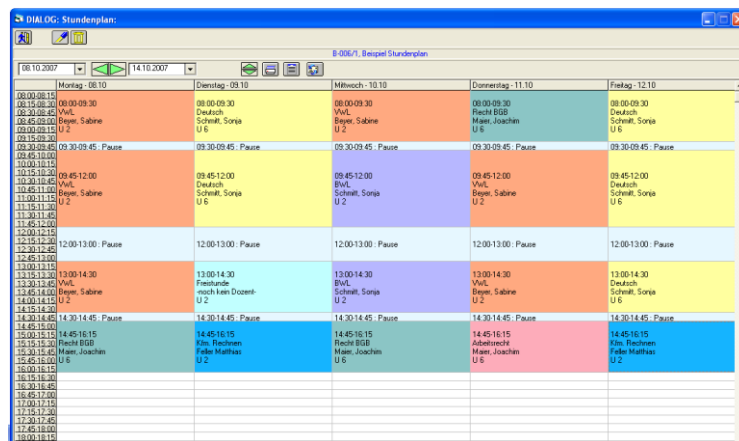 DIALOG: Stundenplan:
B-006/1, Beispiel Stundenplan
08.10.2007 14.10.2007
Montag - 08.10 Dienstag - 09.10 Mittwoch - 10.10 Donnerstag - 11.10 Freitag - 12.10
08:00-08:15
08:15-08:30 08:00-09:30 08:00-09:30 08:00-09:30 08:00-09:30 08:00-09:30
08:30-08:45 VWL Deutsch VWL Recht BGB Deutsch
08:45-09:00 Beyer, Sabine Schmitt, Sonja Beyer, Sabine Maier, Joachim Schmitt, Sonja
09:00-09:15 U 2 U 6 U 2 U 6 U 6
09:15-09:30
09:30-09:45 09:30-09:45 : Pause 09:30-09:45 : Pause 09:30-09:45 : Pause 09:30-09:45 : Pause 09:30-09:45 : Pause
09:45-10:00
10:00-10:15
10:15-10:30 09:45-12:00 09:45-12:00 09:45-12:00 09:45-12:00 09:45-12:00
10:30-10:45 VWL Deutsch BWL VWL Deutsch
10:45-11:00 Beyer, Sabine Schmitt, Sonja Schmitt, Sonja Beyer, Sabine Schmitt, Sonja
11:00-11:15 U 2 U 6 U 2 U 2 U 6
11:15-11:30
11:30-11:45
11:45-12:00
12:00-12:15
12:15-12:30 12:00-13:00 : Pause 12:00-13:00 : Pause 12:00-13:00 : Pause 12:00-13:00 : Pause 12:00-13:00 : Pause
12:30-12:45
12:45-13:00
13:00-13:15
13:15-13:30 13:00-14:30 13:00-14:30 13:00-14:30 13:00-14:30 13:00-14:30
13:30-13:45 VWL Freistunde BWL VWL Deutsch
13:45-14:00 Beyer, Sabine -noch kein Dozent- Schmitt, Sonja Beyer, Sabine Schmitt, Sonja
14:00-14:15 U 2 U 2 U 2 U 2 U 6
14:15-14:30
14:30-14:45 14:30-14:45 : Pause 14:30-14:45 : Pause 14:30-14:45 : Pause 14:30-14:45 : Pause 14:30-14:45 : Pause
14:45-15:00
15:00-15:15 14:45-16:15 14:45-16:15 14:45-16:15 14:45-16:15 14:45-16:15
15:15-15:30 Recht BGB Kfm. Rechnen Recht BGB Arbeitsrecht Kfm. Rechnen
15:30-15:45 Maier, Joachim Feller Matthias Maier, Joachim Maier, Joachim Feller Matthias
15:45-16:00 U 6 U 2 U 6 U 6 U 2
16:00-16:15
16:15-16:30
16:30-16:45
16:45-17:00
17:00-17:15
17:15-17:30
17:30-17:45
17:45-18:00
18:00-18:15